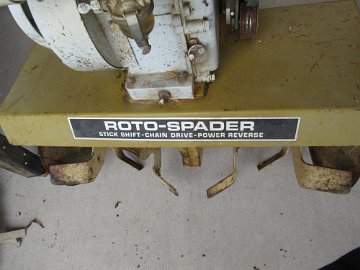 ROTO-SPADER
STICK SHIFT-CHAIN DRIVE-POWER REVERSE